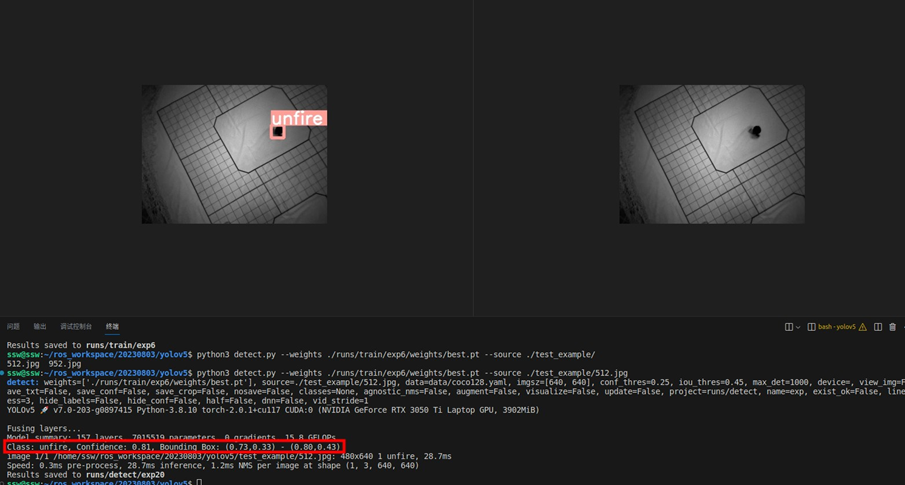 unfire
问题 输出 调试控制台 终端
bash - yolov5
Results saved to runs/train/exp6
ssw@ssw:~/ros_workspace/20230803/yolov5$ python3 detect.py --weights ./runs/train/exp6/weights/best.pt --source ./test_example/
512.jpg 952.jpg
ssw@ssw:~/ros_workspace/20230803/yolov5$ python3 detect.py --weights ./runs/train/exp6/weights/best.pt --source ./test_example/512.jpg
detect: weights=['./runs/train/exp6/weights/best.pt'], source=./test_example/512.jpg, data=data/coco128.yaml, imgsz=[640, 640], conf_thres=0.25, iou_thres=0.45, max_det=1000, device=, view_img=F
ave_txt=False, save_conf=False, save_crop=False, nosave=False, classes=None, agnostic_nms=False, augment=False, visualize=False, update=False, project=runs/detect, name=exp, exist_ok=False, line
ess=3, hide_labels=False, hide_conf=False, half=False, dnn=False, vid_stride=1
YOLOv5 🚀 v7.0-203-g0897415 Python-3.8.10 torch-2.0.1+cu117 CUDA:0 (NVIDIA GeForce RTX 3050 Ti Laptop GPU, 3902MiB)
Fusing layers...
Model summary: 157 layers, 7015519 parameters, 0 gradients, 15.8 GFLOPs
Class: unfire, Confidence: 0.81, Bounding Box: (0.73,0.33) - (0.80,0.43)
image 1/1 /home/ssw/ros_workspace/20230803/yolov5/test_example/512.jpg: 480x640 1 unfire, 28.7ms
Speed: 0.3ms pre-process, 28.7ms inference, 1.2ms NMS per image at shape (1, 3, 640, 640)
Results saved to runs/detect/exp20
ssw@ssw:~/ros_workspace/20230803/yolov5$